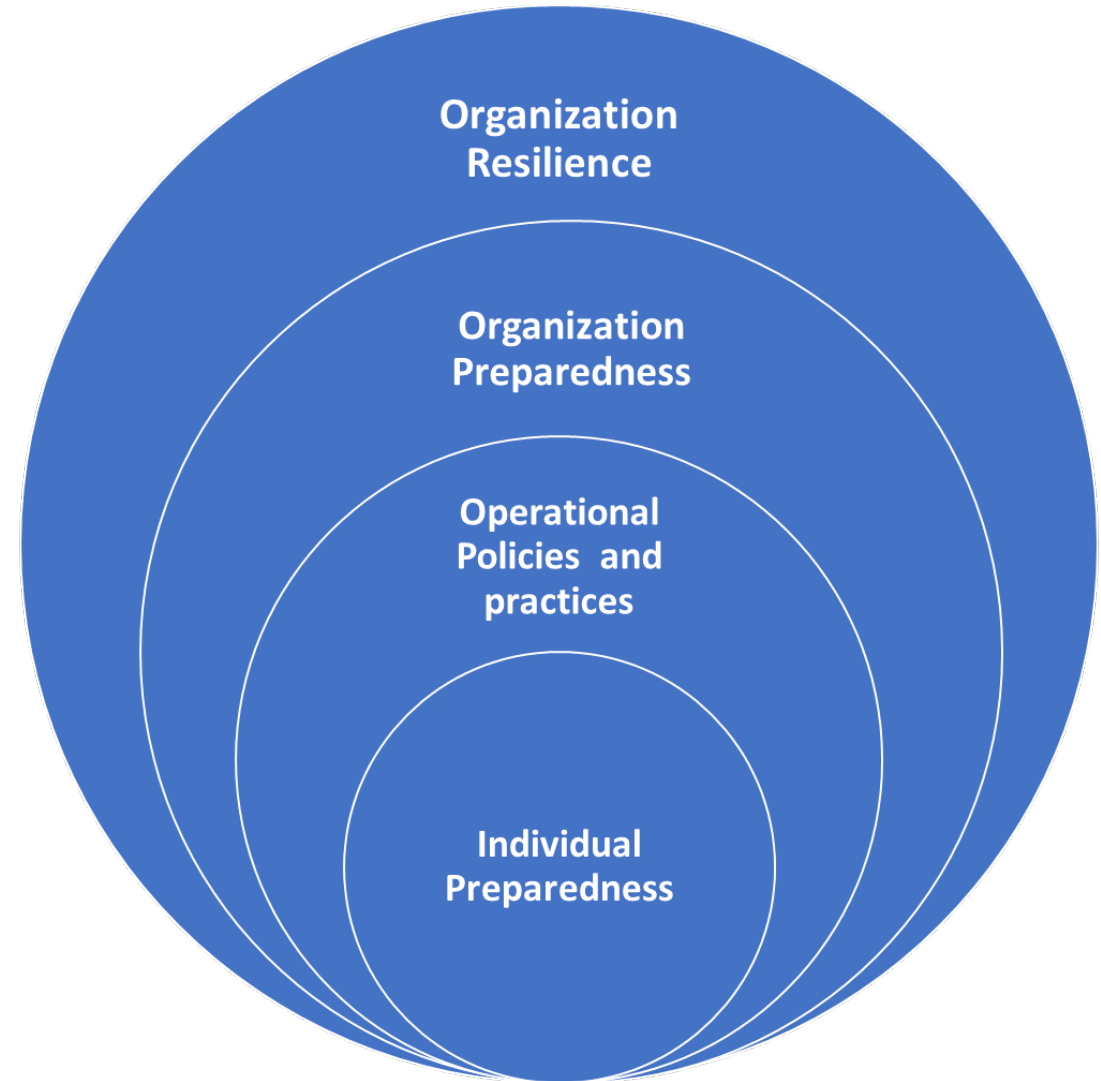 Organization
Resilience
Organization
Preparedness
Operational
Policies  and
practices
Individual
Preparedness